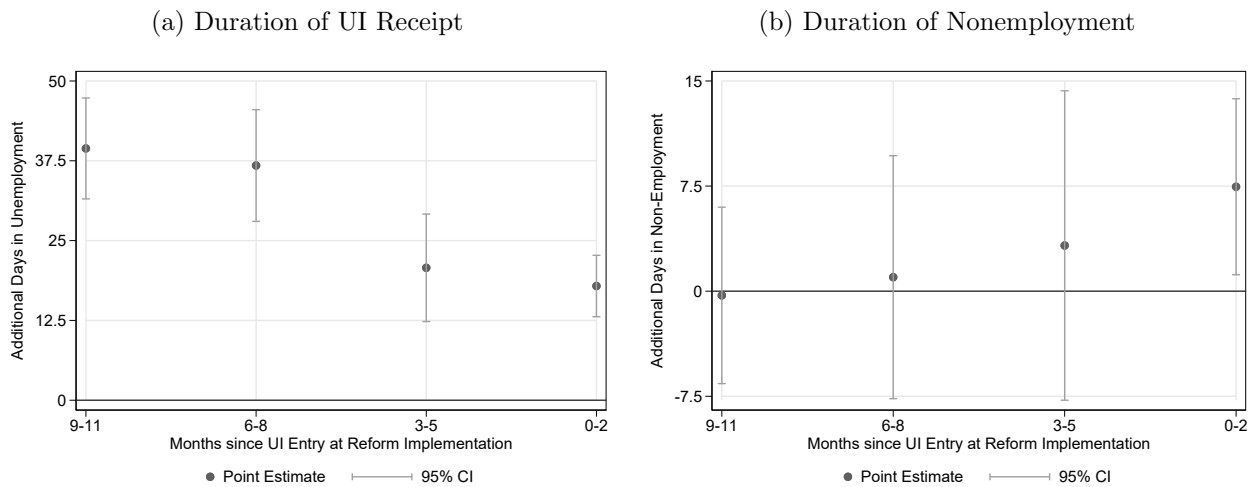 (a) Duration of UI Receipt
Additional Days in Unemployment
50
37.5
25
12.5
0
9-11
6-8
3-5
0-2
Months since UI Entry at Reform Implementation
Point Estimate
95% CI
(b) Duration of Nonemployment
Additional Days in Non-Employment
15
7.5
0
-7.5
9-11
6-8
3-5
0-2
Months since UI Entry at Reform Implementation
Point Estimate
95% CI